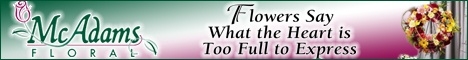 McAdams
FLORAL
Flowers Say
What the Heart is
Too Full to Express